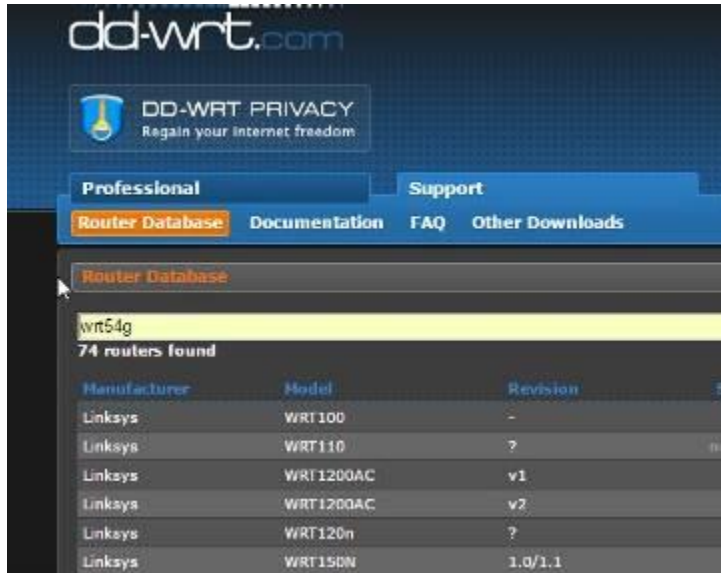 dd-wrt.com
DD-WRT PRIVACY
Regain your internet freedom
Professional Support
Router Database Documentation FAQ Other Downloads
Router Database
wrt54g
74 routers found
Manufacturer Model Revision
Linksys WRT100 -
Linksys WRT110 ?
Linksys WRT1200AC v1
Linksys WRT1200AC v2
Linksys WRT120n ?
Linksys WRT150N 1.0/1.1